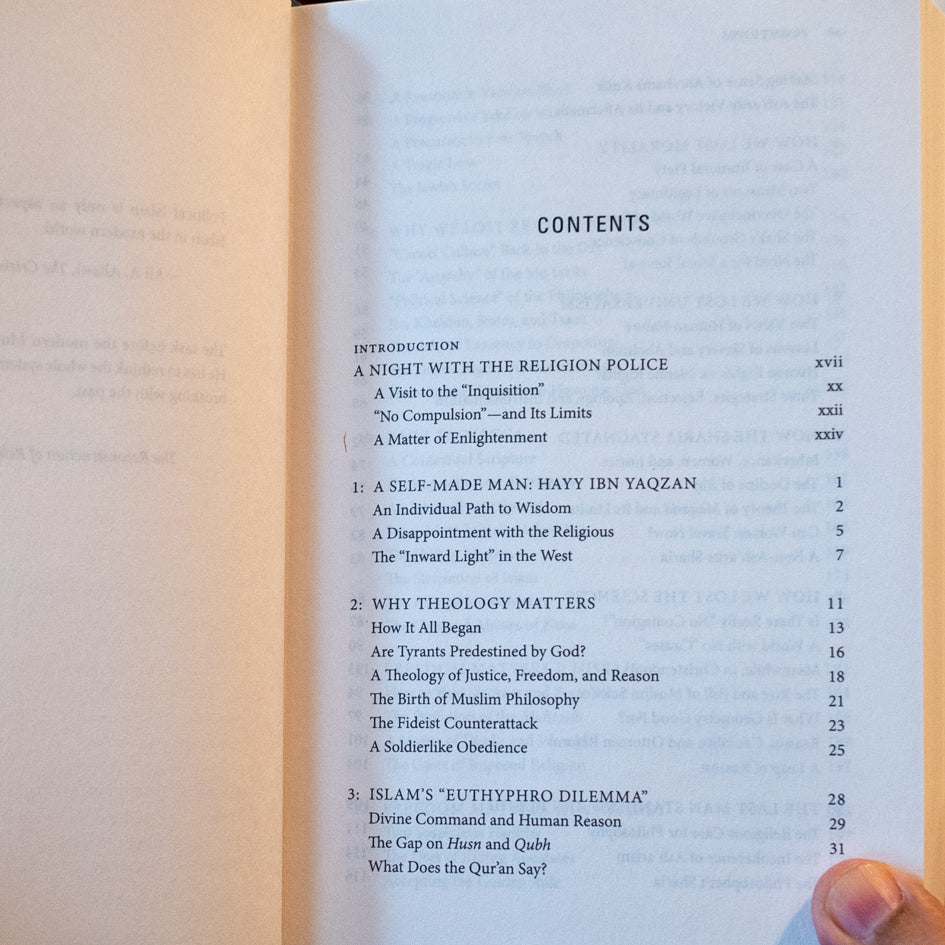 CONTENTS
INTRODUCTION
A NIGHT WITH THE RELIGION POLICE xvii
A Visit to the “Inquisition” xx
“No Compulsion”—and Its Limits xxii
A Matter of Enlightenment xxiv
1: A SELF-MADE MAN: HAYY IBN YAQZAN 1
An Individual Path to Wisdom 2
A Disappointment with the Religious 5
The “Inward Light” in the West 7
2: WHY THEOLOGY MATTERS 11
How It All Began 13
Are Tyrants Predestined by God? 16
A Theology of Justice, Freedom, and Reason 18
The Birth of Muslim Philosophy 21
The Fideist Counterattack 23
A Soldierlike Obedience 25
3: ISLAM’S “EUTHYPHRO DILEMMA” 28
Divine Command and Human Reason 29
The Gap on Husn and Qubh 31
What Does the Qur’an Say?